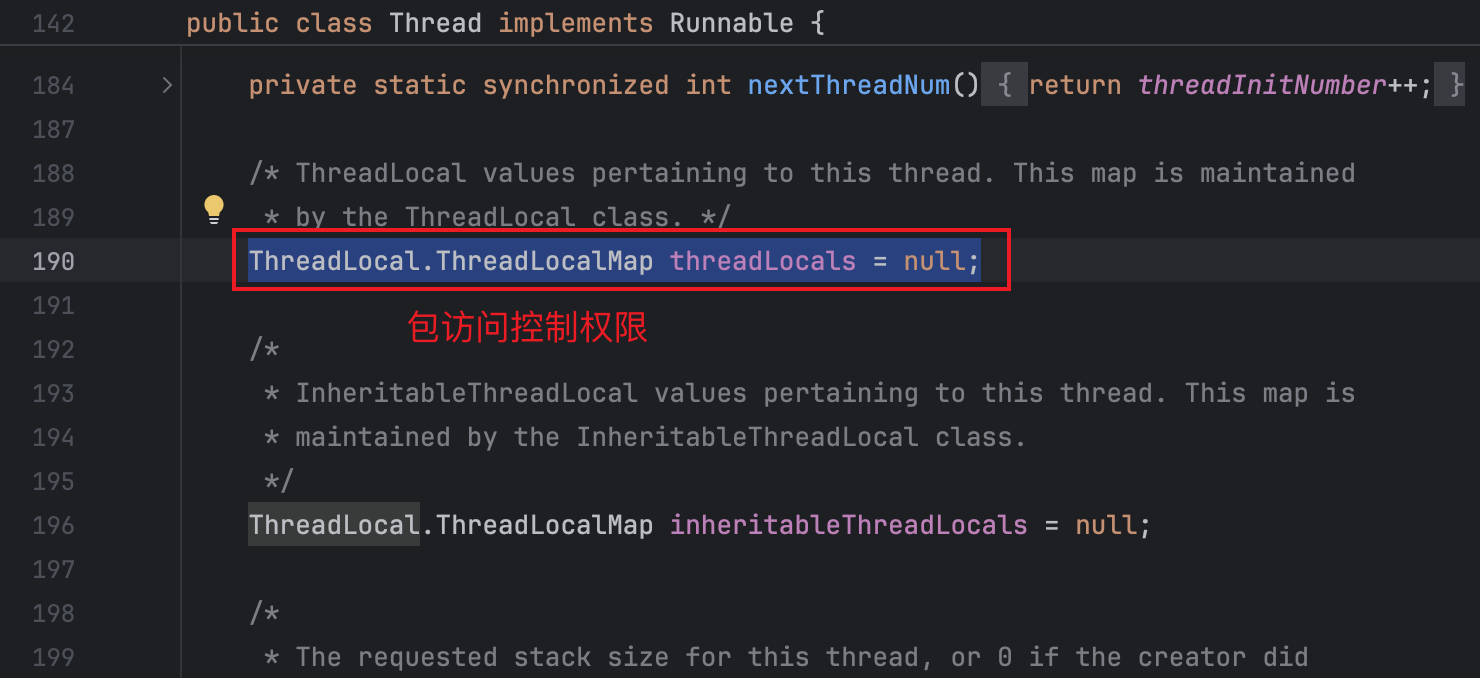 142 public class Thread implements Runnable {
184 private static synchronized int nextThreadNum() { return threadInitNumber++; }
187
188 /* ThreadLocal values pertaining to this thread. This map is maintained
189 * by the ThreadLocal class. */
190 ThreadLocal.ThreadLocalMap threadLocals = null;
191
包访问控制权限
192 /*
193 * InheritableThreadLocal values pertaining to this thread. This map is
194 * maintained by the InheritableThreadLocal class.
195 */
196 ThreadLocal.ThreadLocalMap inheritableThreadLocals = null;
197
198 /*
199 * The requested stack size for this thread, or 0 if the creator did